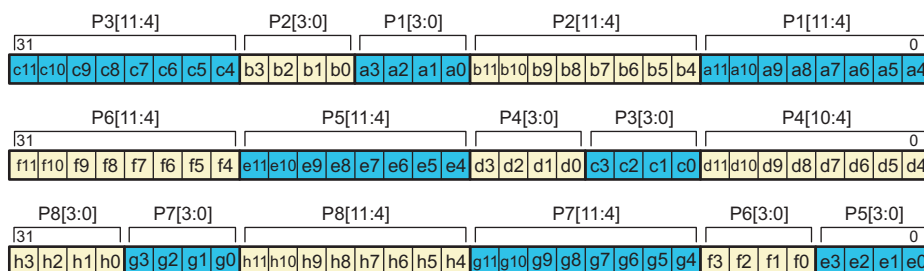 P3[11:4] P2[3:0] P1[3:0] P2[11:4] P1[11:4]
31 0
c11 c10 c9 c8 c7 c6 c5 c4 b3 b2 b1 b0 a3 a2 a1 a0 b11 b10 b9 b8 b7 b6 b5 b4 a11 a10 a9 a8 a7 a6 a5 a4
P6[11:4] P5[11:4] P4[3:0] P3[3:0] P4[10:4]
31 0
f11 f10 f9 f8 f7 f6 f5 f4 e11 e10 e9 e8 e7 e6 e5 e4 d3 d2 d1 d0 c3 c2 c1 c0 d11 d10 d9 d8 d7 d6 d5 d4
P8[3:0] P7[3:0] P8[11:4] P7[11:4] P6[3:0] P5[3:0]
31 0
h3 h2 h1 h0 g3 g2 g1 g0 h11 h10 h9 h8 h7 h6 h5 h4 g11 g10 g9 g8 g7 g6 g5 g4 f3 f2 f1 f0 e3 e2 e1 e0